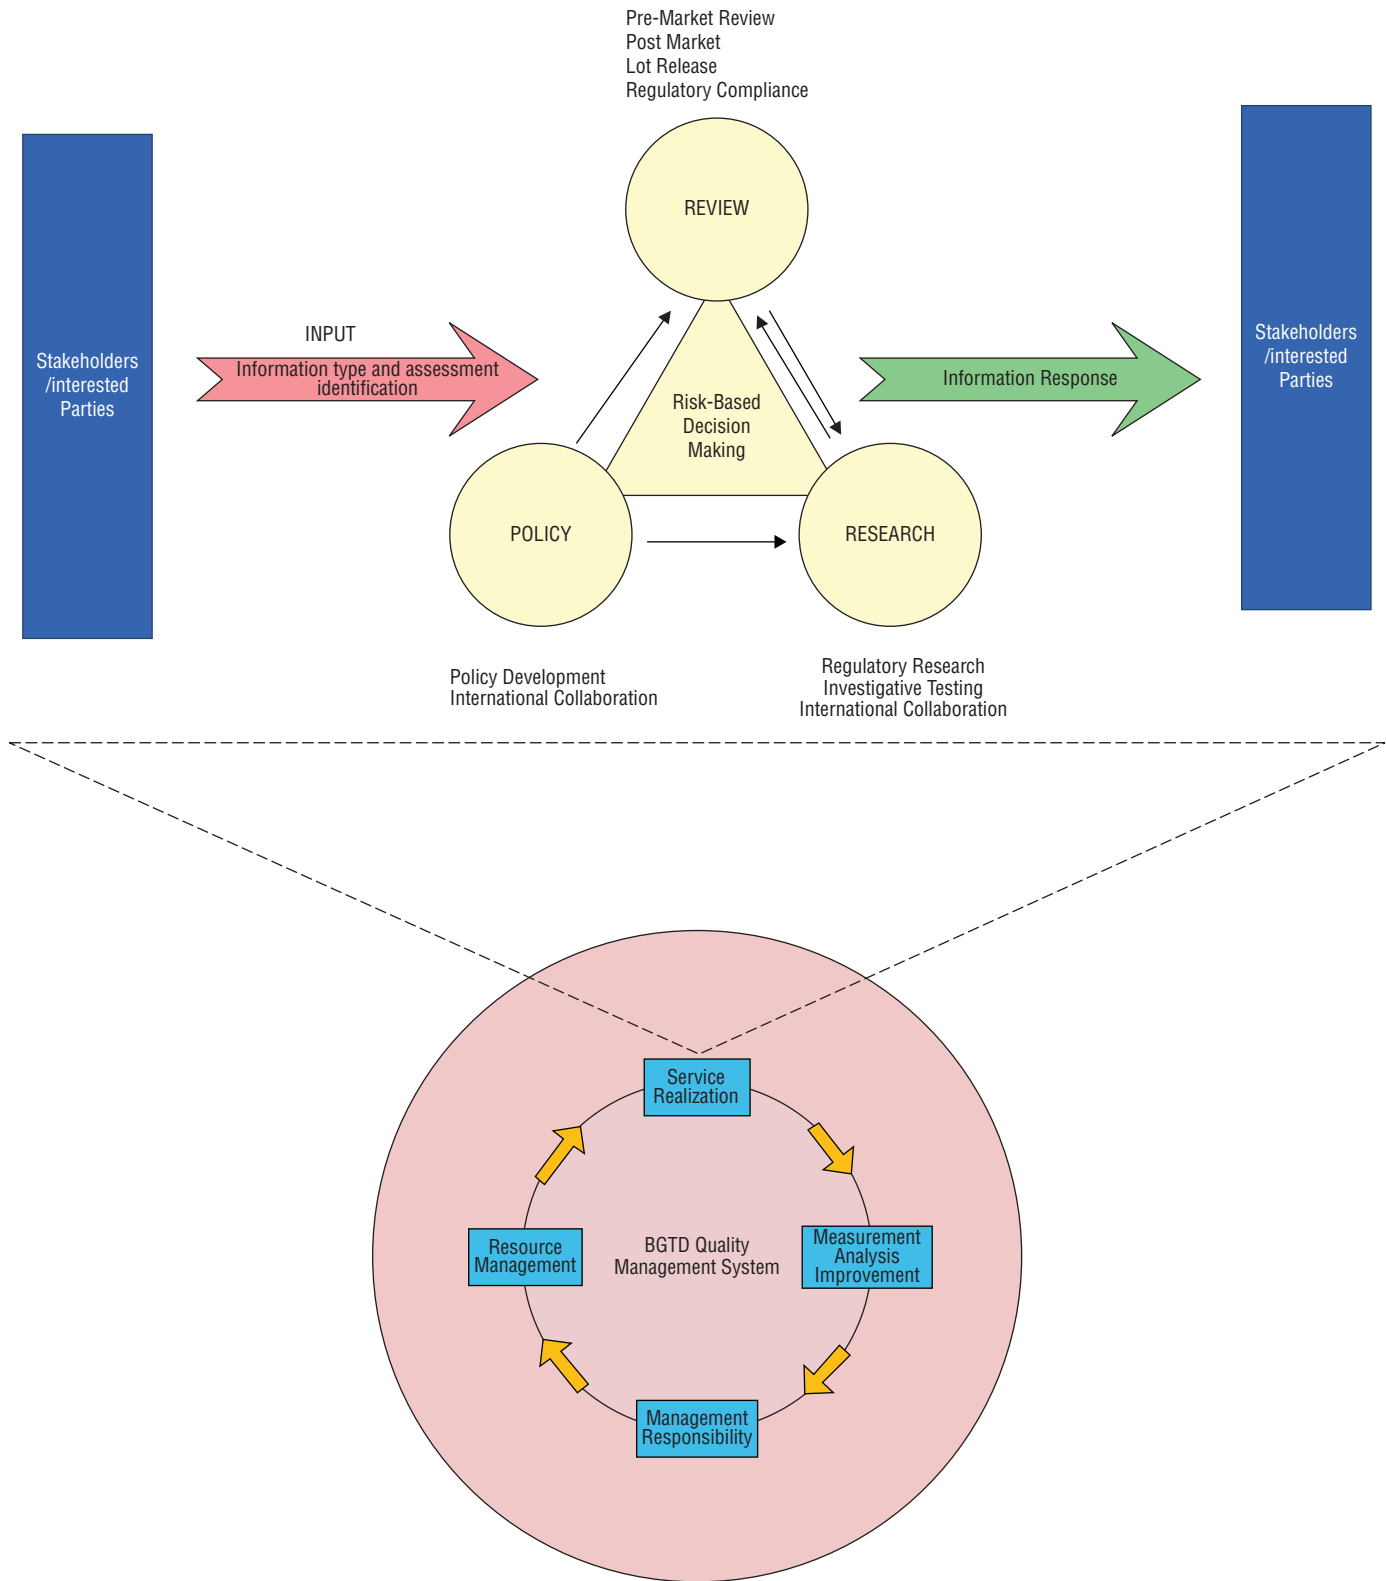 Pre-Market Review
Post Market
Lot Release
Regulatory Compliance
REVIEW
Stakeholders
/interested
Parties
INPUT
Information type and assessment
identification
Risk-Based
Decision
Making
Information Response
Stakeholders
/interested
Parties
POLICY
RESEARCH
Policy Development
International Collaboration
Regulatory Research
Investigative Testing
International Collaboration
Service
Realization
Resource
Management
BGTD Quality
Management System
Measurement
Analysis
Improvement
Management
Responsibility